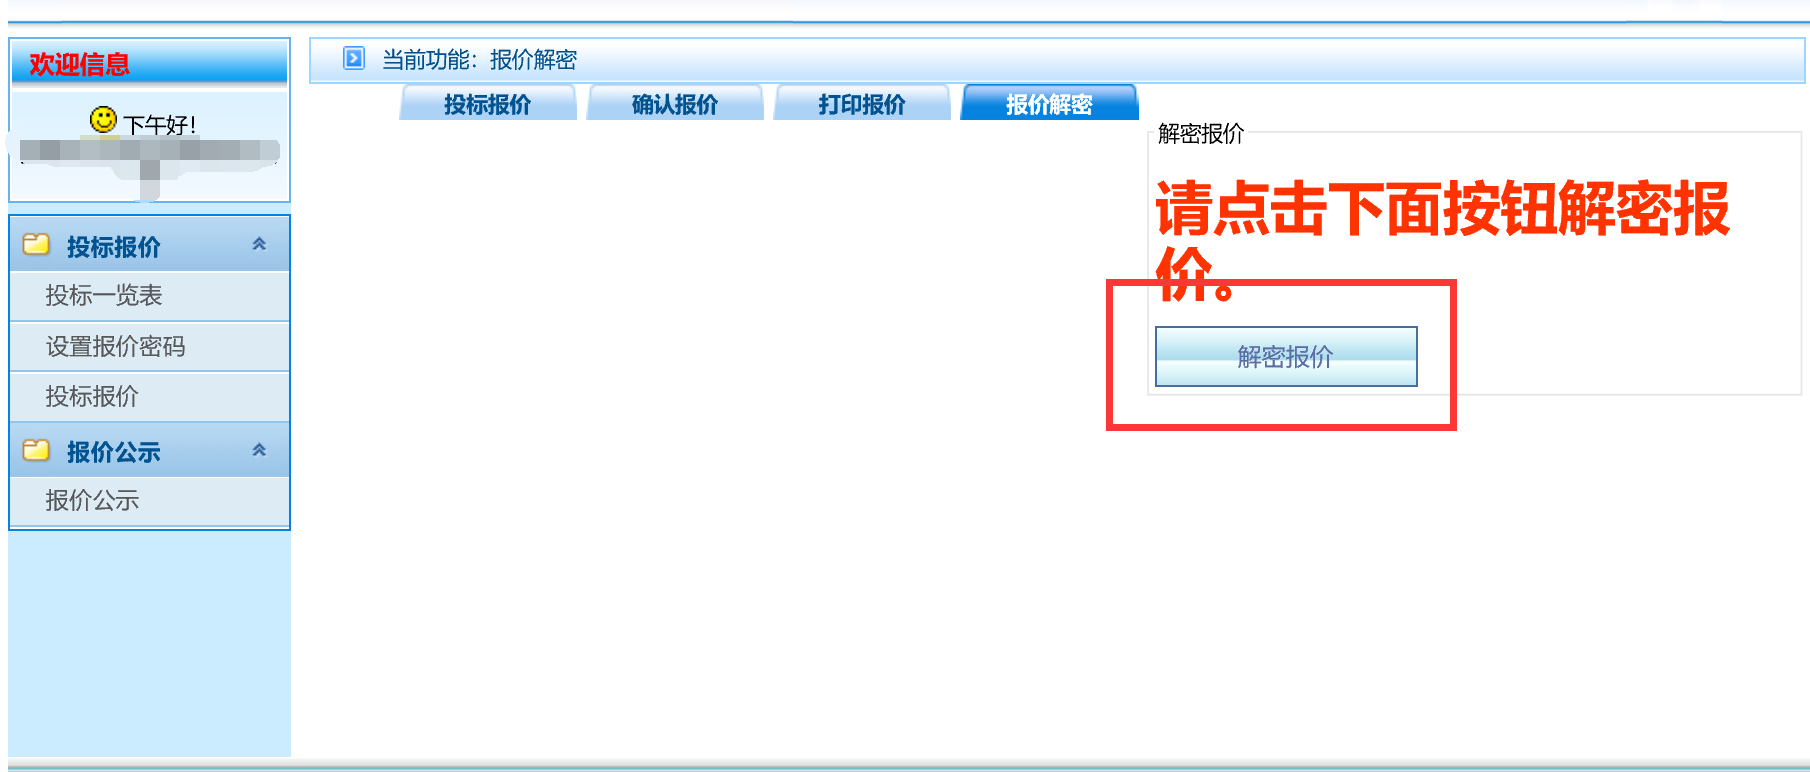 欢迎信息
下午好！
投标报价
投标一览表
设置报价密码
投标报价
报价公示
报价公示
当前功能：报价解密
投标报价
确认报价
打印报价
报价解密
解密报价
请点击下面按钮解密报
价。
解密报价